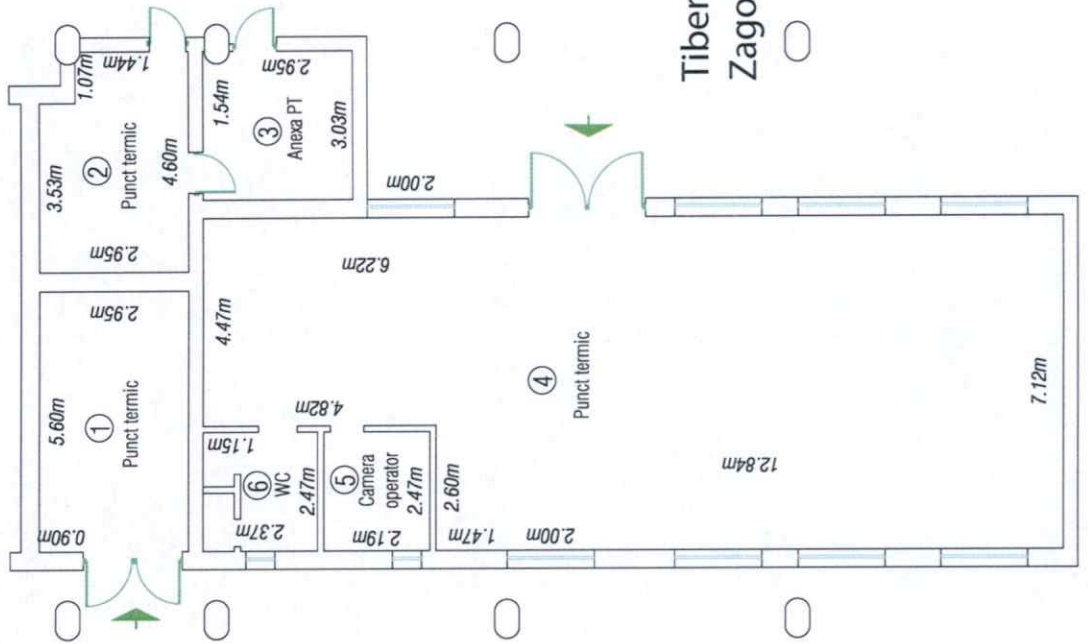 1.44m
1.07m
3.53m
2
Punct termic
4.60m
2.95m
2.95m
1.54m
3
Anexa PT
3.03m
2.95m
5.60m
1
Punct termic
0.90m
2.00m
6.22m
4.47m
4.82m
1.15m
6
WC
2.37m
2.47m
5
Camera
operator
2.19m
2.47m
2.60m
1.47m
2.00m
4
Punct termic
12.84m
7.12m
Tiber
Zago